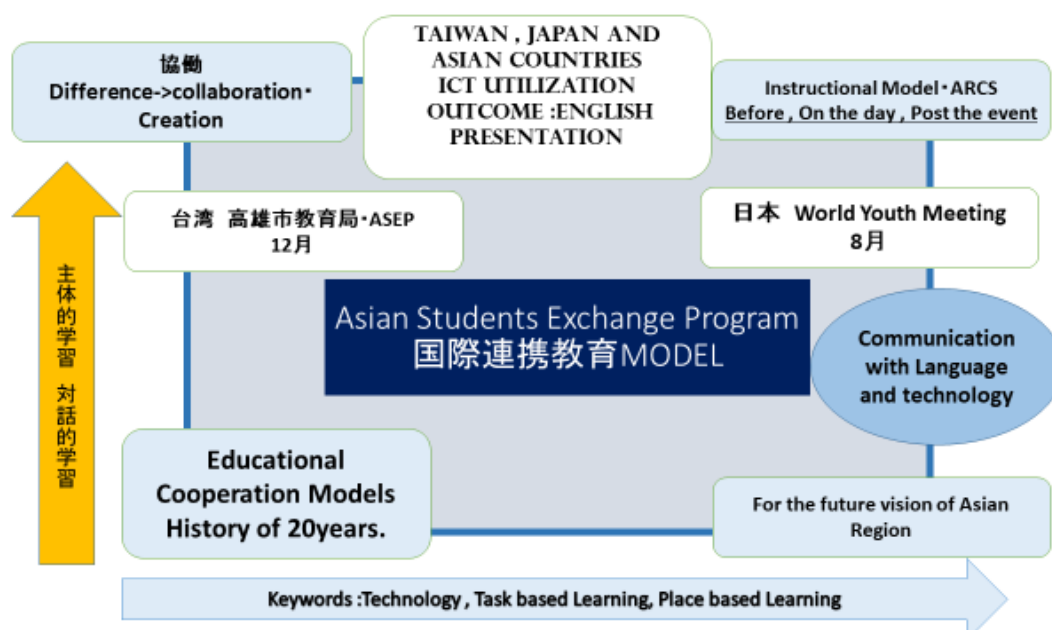 協働
Difference->collaboration・
Creation
TAIWAN , JAPAN AND
ASIAN COUNTRIES
ICT UTILIZATION
OUTCOME :ENGLISH
PRESENTATION
Instructional Model・ARCS
Before , On the day , Post the event
台湾 高雄市教育局・ASEP
12月
日本 World Youth Meeting
8月
主体的学習 対話的学習
Asian Students Exchange Program
国際連携教育MODEL
Communication
with Language
and technology
Educational
Cooperation Models
History of 20years.
For the future vision of Asian
Region
Keywords :Technology , Task based Learning, Place based Learning